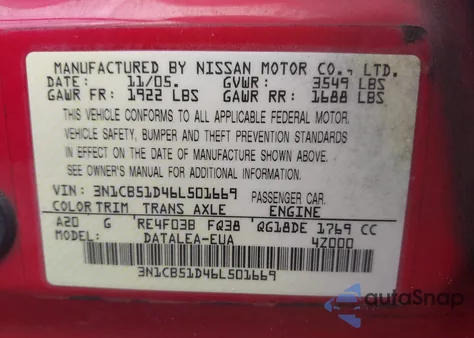 MANUFACTURED BY NISSAN MOTOR CO., LTD.
DATE: 11/05. GVWR: 3549 LBS
GAWR FR: 1922 LBS GAWR RR: 1688 LBS
THIS VEHICLE CONFORMS TO ALL APPLICABLE FEDERAL MOTOR
VEHICLE SAFETY, BUMPER AND THEFT PREVENTION STANDARDS
IN EFFECT ON THE DATE OF MANUFACTURE SHOWN ABOVE.
SEE OWNER'S MANUAL FOR ADDITIONAL INFORMATION.
VIN: 3N1CB51D46L501669 PASSENGER CAR.
COLOR TRIM TRANS AXLE ENGINE
A20 G RE4F03B FQ38 QG18DE 1769 CC
MODEL: DATALEA-EUA 4Z000
3N1CB51D46L501669
autoSnap